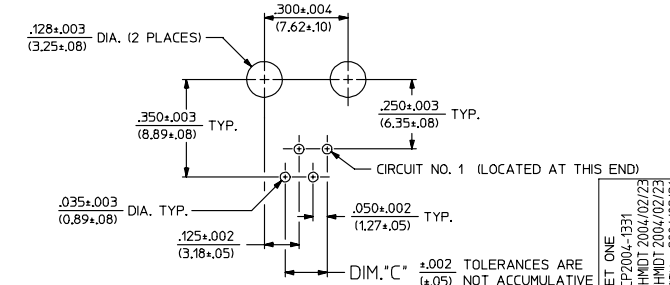 .300±.004
(7.62±.10)
.128±.003
(3.25±.08)
DIA. (2 PLACES)
.350±.003
(8.89±.08)
TYP.
.250±.003
(6.35±.08)
TYP.
CIRCUIT NO. 1 (LOCATED AT THIS END)
.035±.003
(0.89±.08)
DIA. TYP.
.050±.002
(1.27±.05)
TYP.
.125±.002
(3.18±.05)
DIM."C"
±.002
(±.05)
TOLERANCES ARE
NOT ACCUMULATIVE
ET ONE
CP2004-1331
HMIDT 2004/02/23
HMIDT 2004/02/23